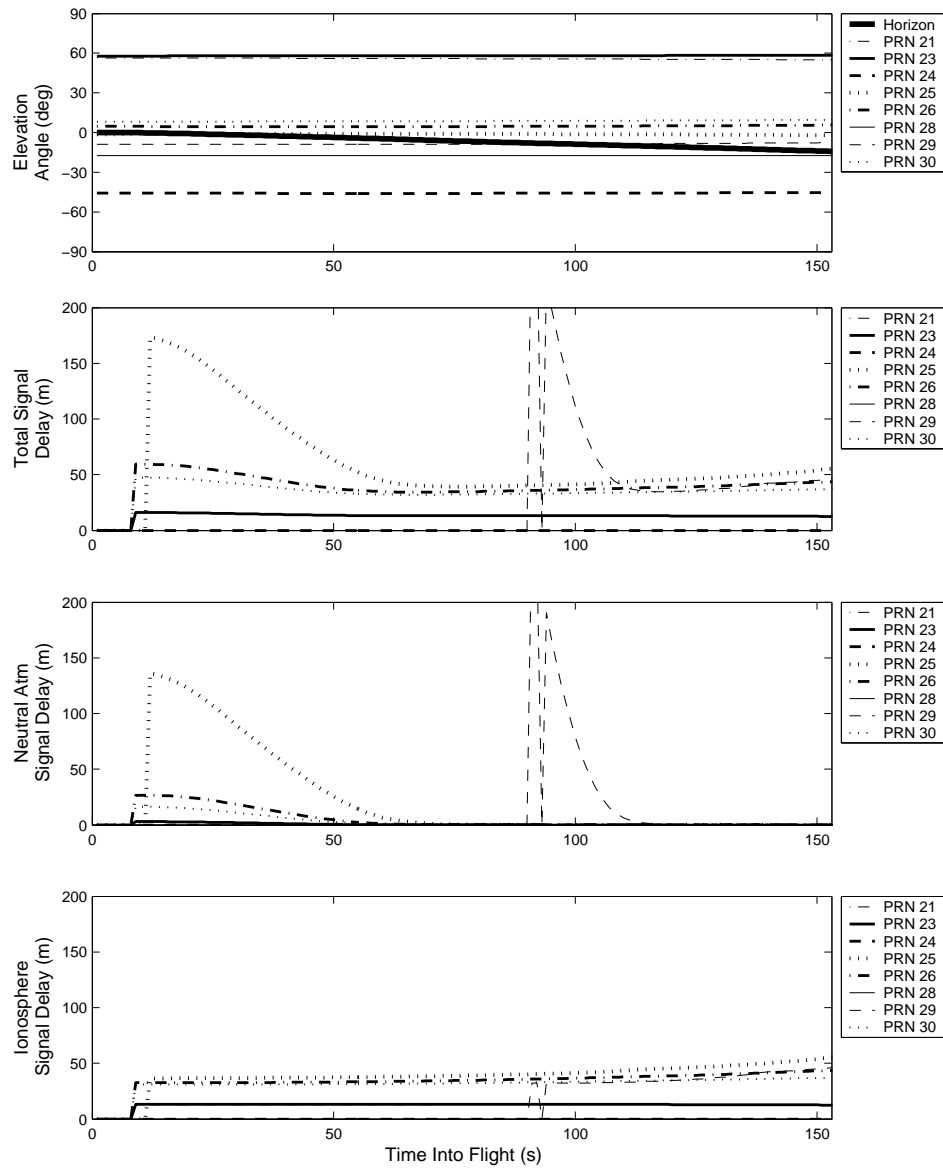 90
60
30
0
−30
−60
−90
Elevation
Angle (deg)
0
50
100
150
Horizon
PRN 21
PRN 23
PRN 24
PRN 25
PRN 26
PRN 28
PRN 29
PRN 30
200
150
100
50
0
Total Signal
Delay (m)
0
50
100
150
PRN 21
PRN 23
PRN 24
PRN 25
PRN 26
PRN 28
PRN 29
PRN 30
200
150
100
50
0
Neutral Atm
Signal Delay (m)
0
50
100
150
PRN 21
PRN 23
PRN 24
PRN 25
PRN 26
PRN 28
PRN 29
PRN 30
200
150
100
50
0
Ionosphere
Signal Delay (m)
0
50
100
150
Time Into Flight (s)
PRN 21
PRN 23
PRN 24
PRN 25
PRN 26
PRN 28
PRN 29
PRN 30